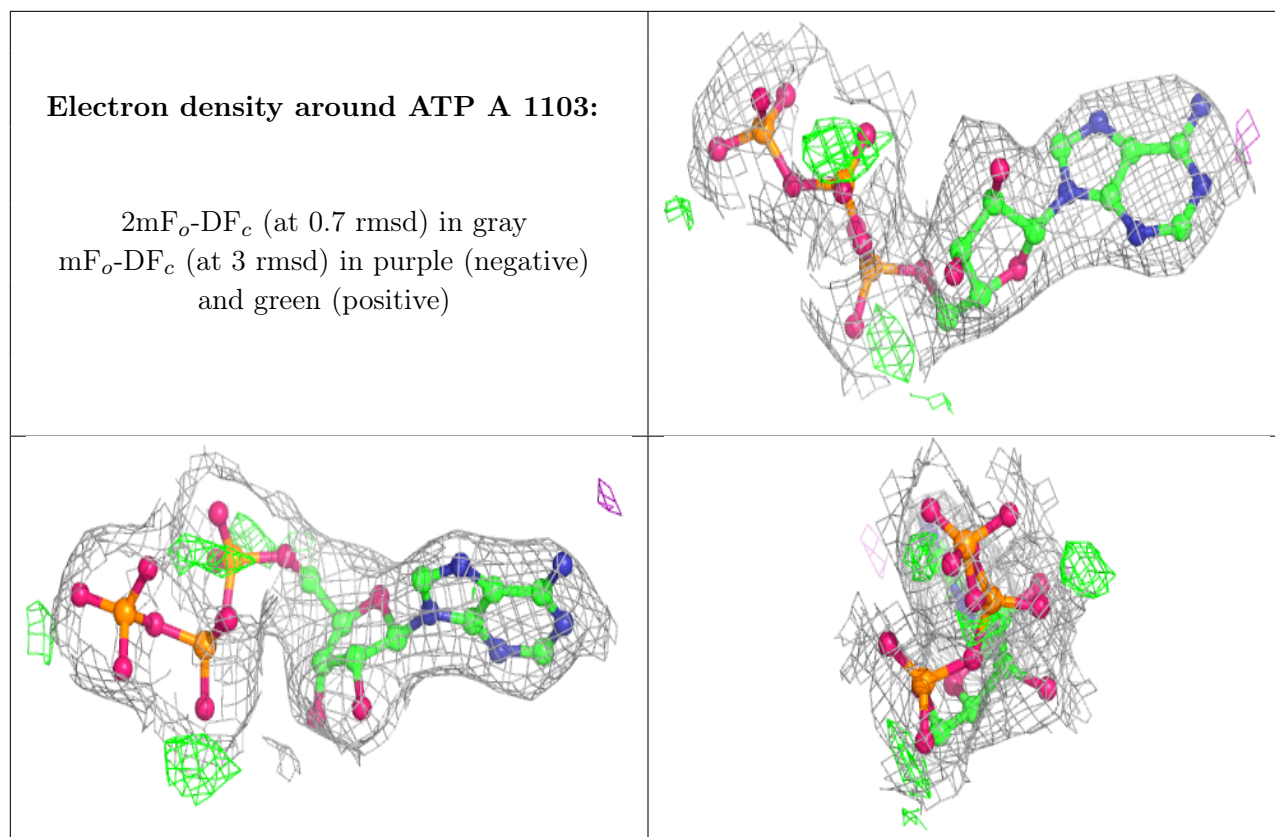 Electron density around ATP A 1103:
2mFo-DFc (at 0.7 rmsd) in gray
mFo-DFc (at 3 rmsd) in purple (negative)
and green (positive)